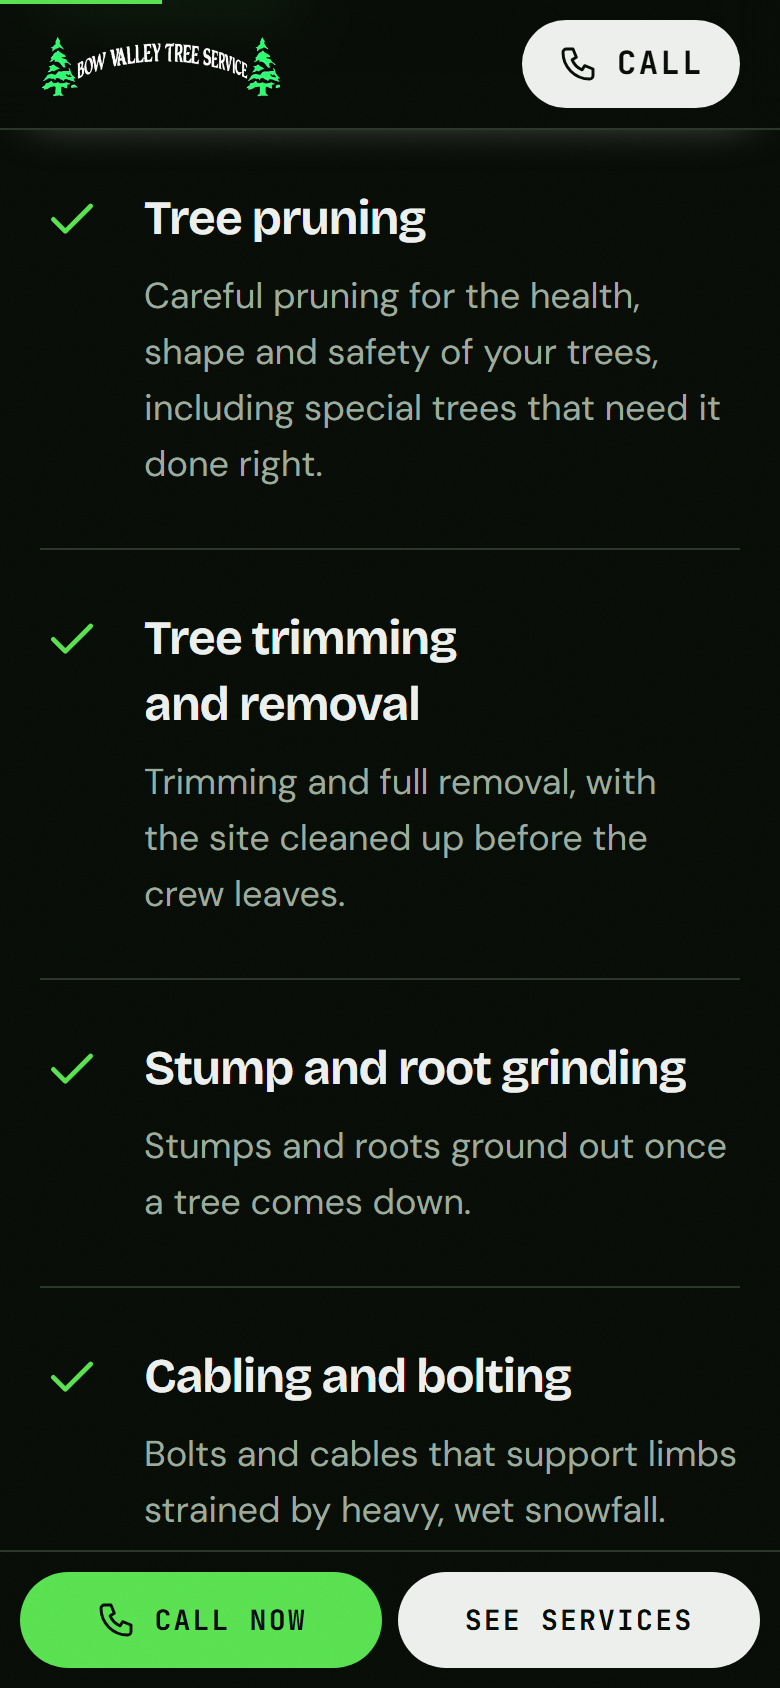 BOW VALLEY TREE SERVICE
CALL
Tree pruning
Careful pruning for the health,
shape and safety of your trees,
including special trees that need it
done right.
Tree trimming
and removal
Trimming and full removal, with
the site cleaned up before the
crew leaves.
Stump and root grinding
Stumps and roots ground out once
a tree comes down.
Cabling and bolting
Bolts and cables that support limbs
strained by heavy, wet snowfall.
CALL NOW
SEE SERVICES